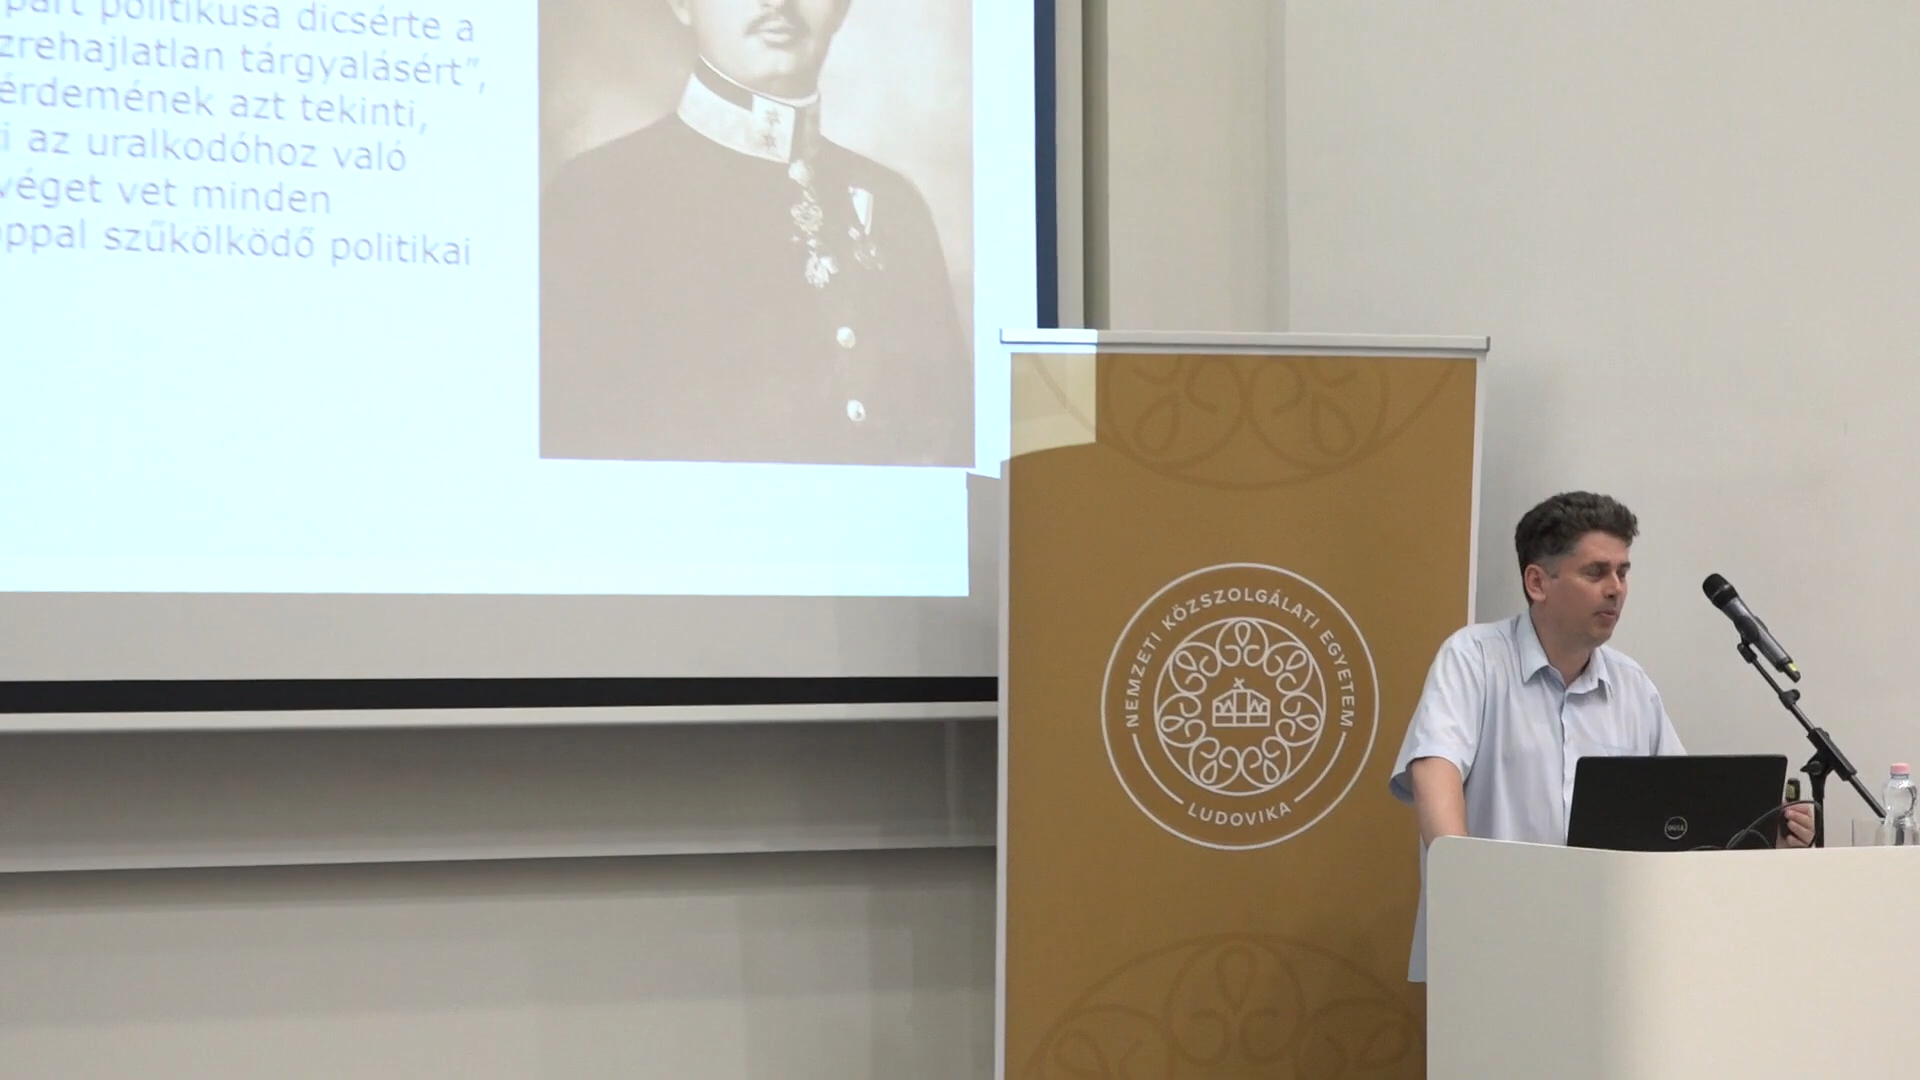 párt politikusa dicsérte a
zrehajlatlan tárgyalásért”,
érdemének azt tekinti,
az uralkodóhoz való
véget vet minden
szűkölködő politikai
NEMZETI KÖZSZOLGÁLATI EGYETEM
LUDOVIKA
DELL